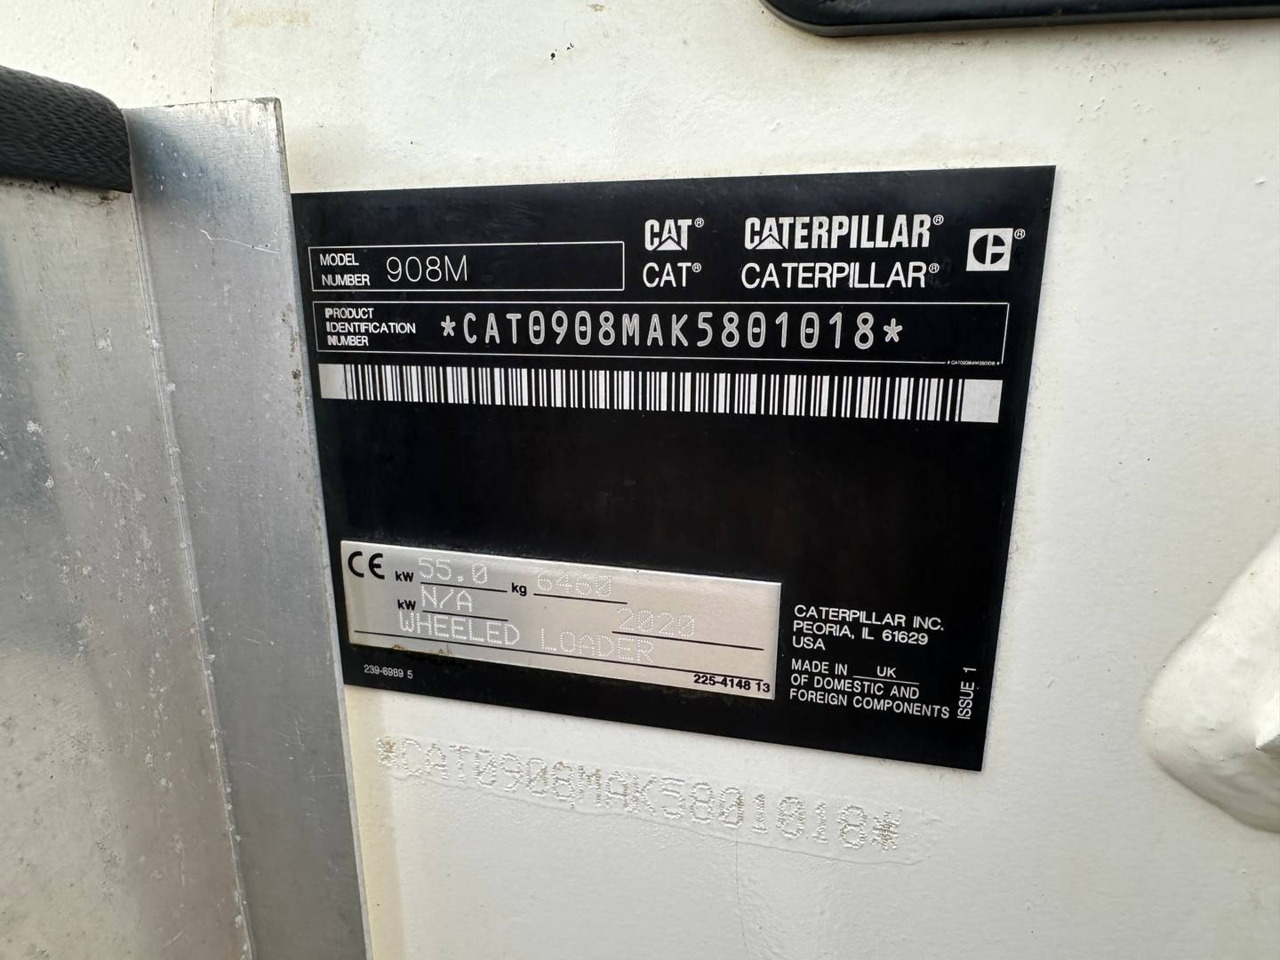 CAT® CATERPILLAR®
CAT® CATERPILLAR®
MODEL NUMBER 908M
PRODUCT IDENTIFICATION NUMBER *CAT0908MAK5801018*
CE kW 55.0 kg 6460
kW N/A 2020
WHEELED LOADER
239-6989 5
225-4148 13
CATERPILLAR INC.
PEORIA, IL 61629
USA
MADE IN UK
OF DOMESTIC AND
FOREIGN COMPONENTS
ISSUE 1
*CAT0908MAK5801018*